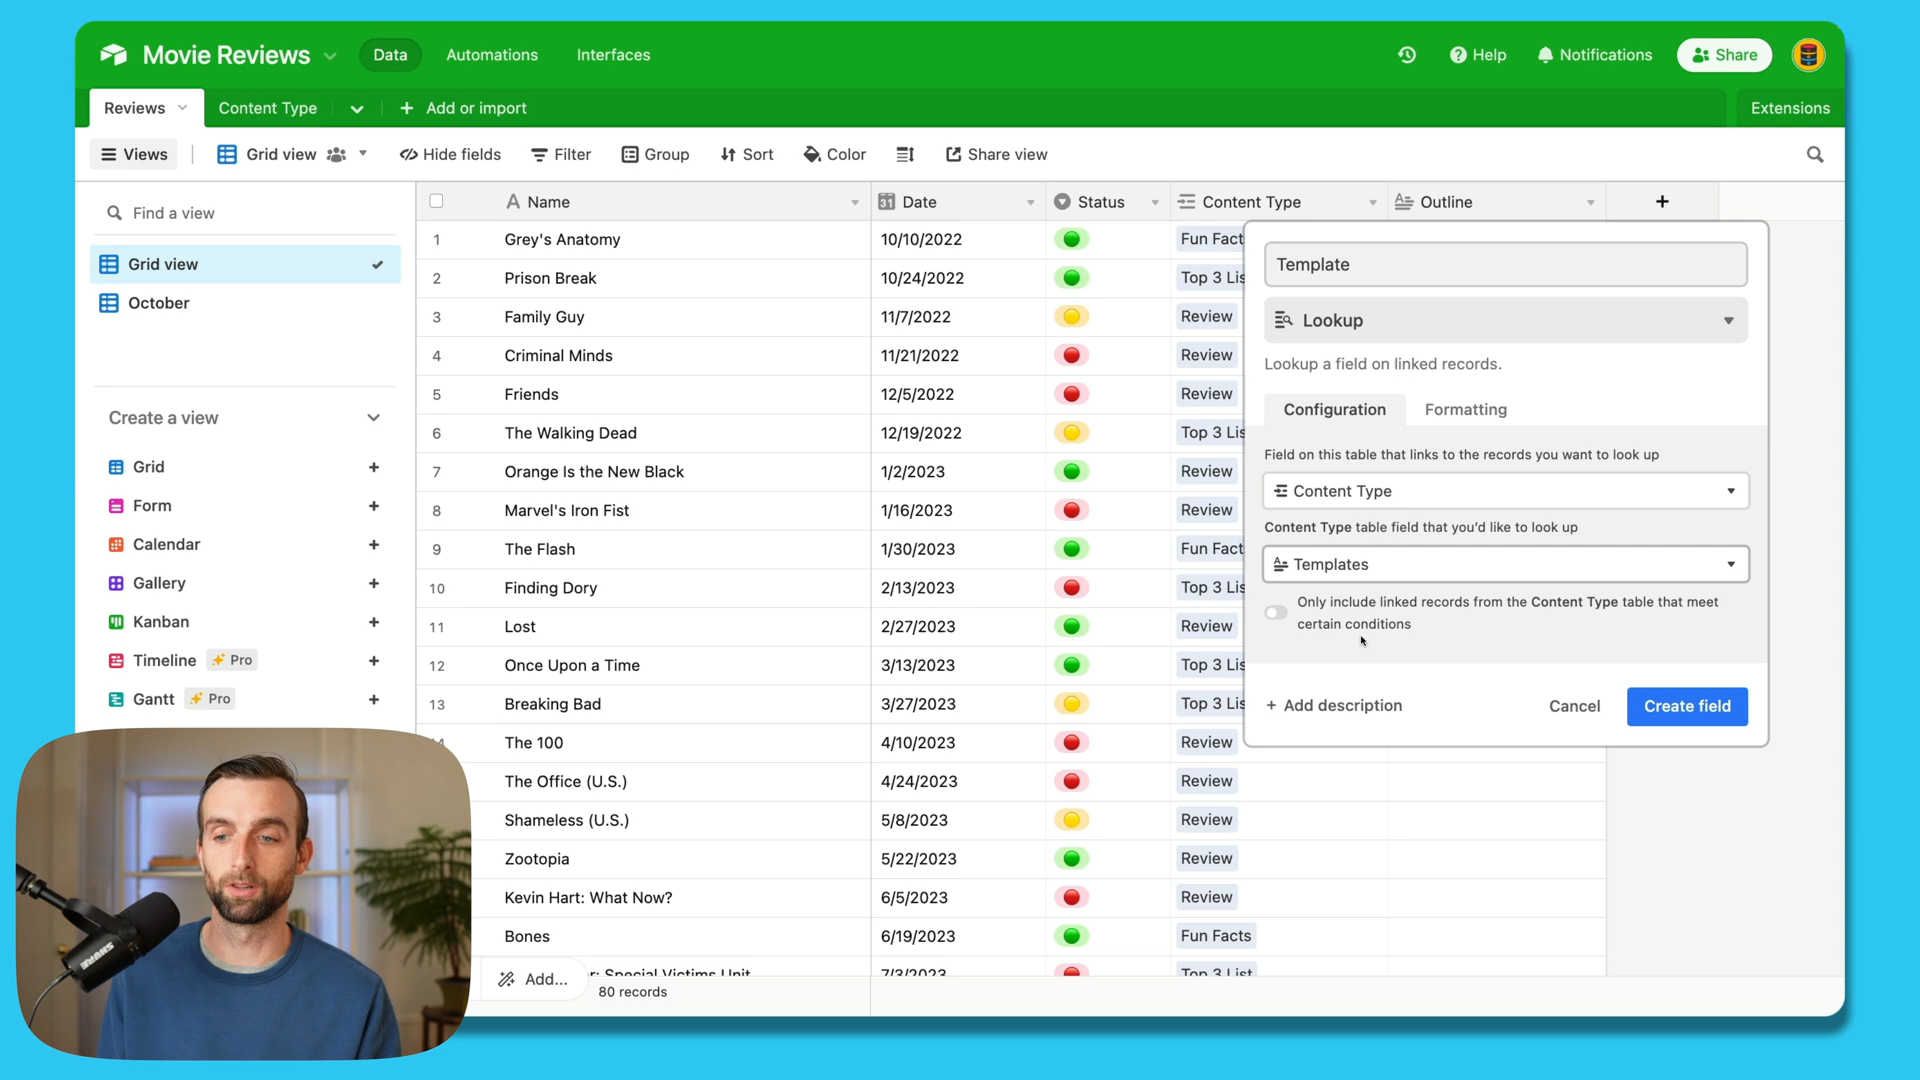 Movie Reviews
Data
Automations
Interfaces
Help
Notifications
Share
Reviews
Content Type
+ Add or import
Extensions
Views
Grid view
Hide fields
Filter
Group
Sort
Color
Share view
Find a view
Grid view
October
Create a view
Grid +
Form +
Calendar +
Gallery +
Kanban +
Timeline Pro +
Gantt Pro +
Name
31 Date
Status
Content Type
Outline
+
1 Grey's Anatomy 10/10/2022 Fun Fact
2 Prison Break 10/24/2022 Top 3 Lis
3 Family Guy 11/7/2022 Review
4 Criminal Minds 11/21/2022 Review
5 Friends 12/5/2022 Review
6 The Walking Dead 12/19/2022 Top 3 Lis
7 Orange Is the New Black 1/2/2023 Review
8 Marvel's Iron Fist 1/16/2023 Review
9 The Flash 1/30/2023 Fun Fact
10 Finding Dory 2/13/2023 Top 3 Lis
11 Lost 2/27/2023 Review
12 Once Upon a Time 3/13/2023 Top 3 Lis
13 Breaking Bad 3/27/2023 Top 3 Lis
The 100 4/10/2023 Review
The Office (U.S.) 4/24/2023 Review
Shameless (U.S.) 5/8/2023 Review
Zootopia 5/22/2023 Review
Kevin Hart: What Now? 6/5/2023 Review
Bones 6/19/2023 Fun Facts
r: Special Victims Unit 7/3/2023 Top 3 List
Add...
80 records
Template
Lookup
Lookup a field on linked records.
Configuration
Formatting
Field on this table that links to the records you want to look up
Content Type
Content Type table field that you'd like to look up
Templates
Only include linked records from the Content Type table that meet
certain conditions
+ Add description
Cancel
Create field
SHURE